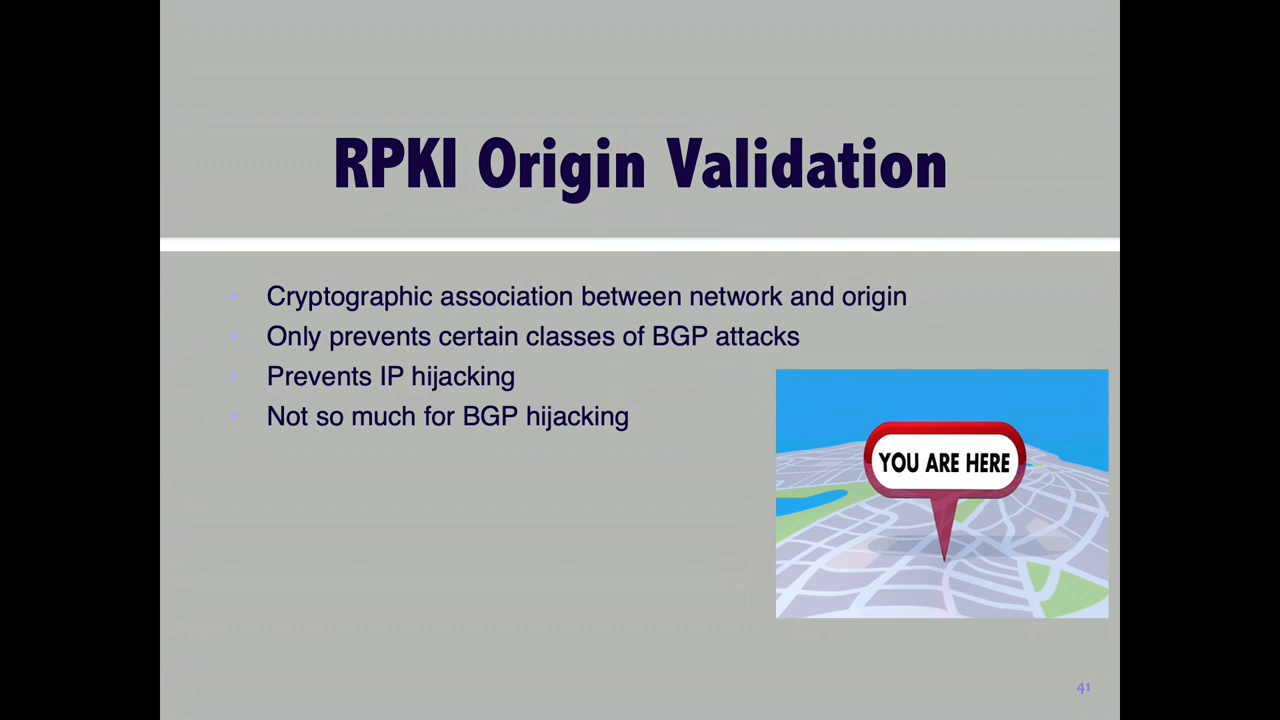 RPKI Origin Validation
• Cryptographic association between network and origin
• Only prevents certain classes of BGP attacks
• Prevents IP hijacking
• Not so much for BGP hijacking
YOU ARE HERE
41